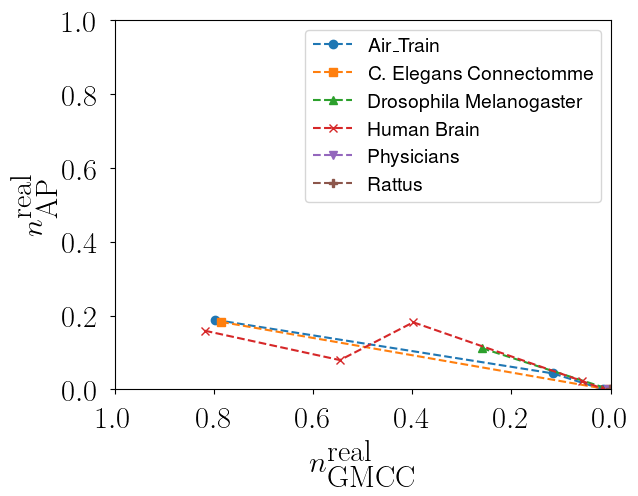 1.0
0.8
0.6
0.4
0.2
0.0
n^real_AP
Air_Train
C. Elegans Connectomme
Drosophila Melanogaster
Human Brain
Physicians
Rattus
1.0 0.8 0.6 0.4 0.2 0.0
n^real_GMCC